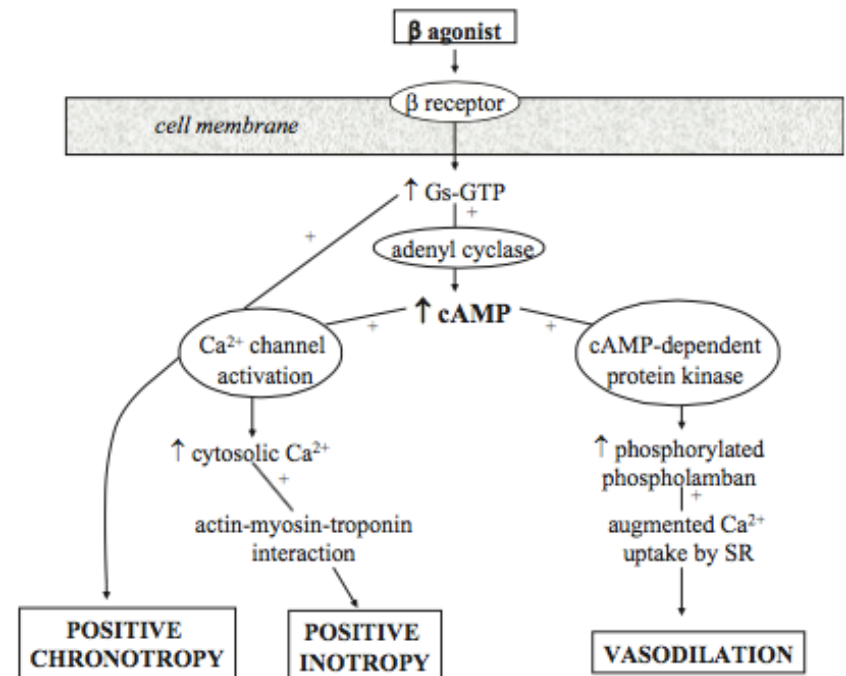 β agonist
β receptor
cell membrane
↑ Gs-GTP
+
+
adenyl cyclase
↑ cAMP
+
+
Ca²⁺ channel
activation
cAMP-dependent
protein kinase
↑ cytosolic Ca²⁺
+
↑ phosphorylated
phospholamban
+
actin-myosin-troponin
interaction
augmented Ca²⁺
uptake by SR
POSITIVE
CHRONOTROPY
POSITIVE
INOTROPY
VASODILATION